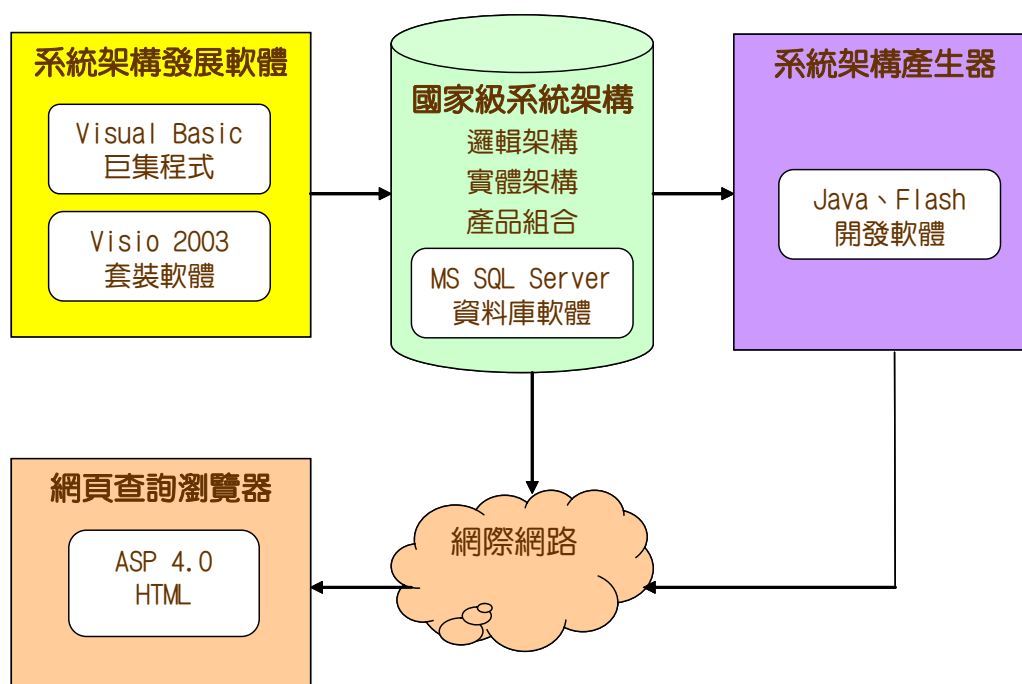 系統架構發展軟體
Visual Basic
巨集程式
Visio 2003
套裝軟體
國家級系統架構
邏輯架構
實體架構
產品組合
MS SQL Server
資料庫軟體
系統架構產生器
Java、Flash
開發軟體
網頁查詢瀏覽器
ASP 4.0
HTML
網際網路